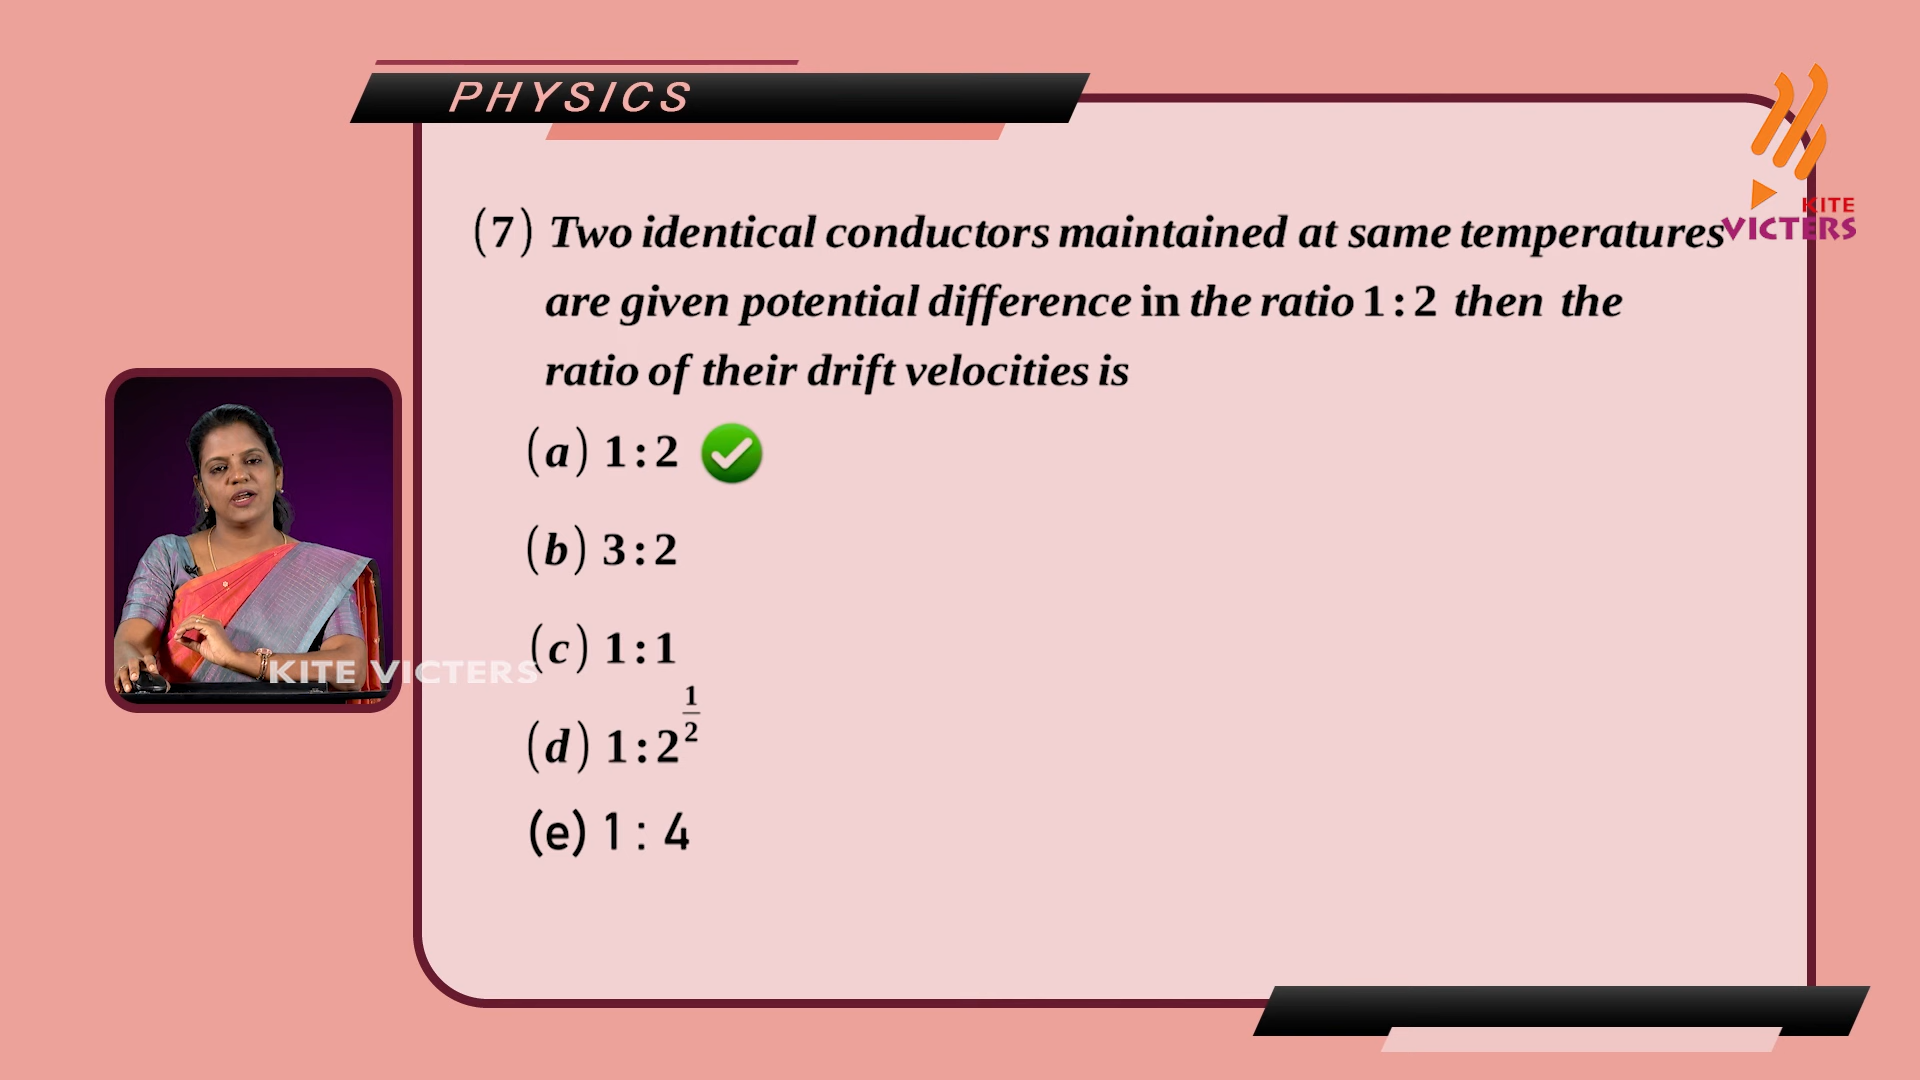 PHYSICS
KITE
VICTERS
(7) Two identical conductors maintained at same temperatures
are given potential difference in the ratio 1 : 2 then the
ratio of their drift velocities is
(a) 1 : 2
(b) 3 : 2
(c) 1 : 1
(d) 1 : 2^(1/2)
(e) 1 : 4
KITE VICTERS